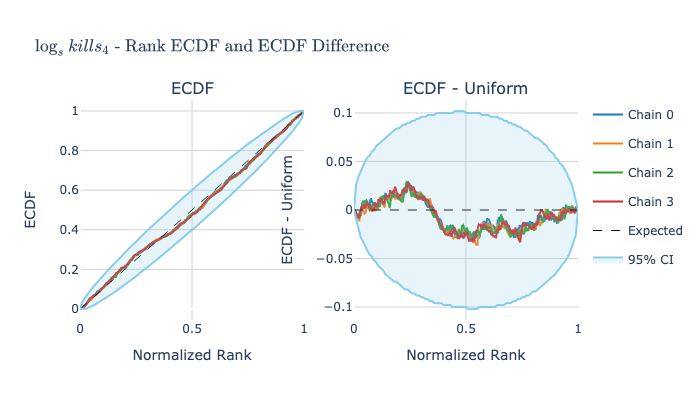 log_s kills_4 - Rank ECDF and ECDF Difference
ECDF
ECDF - Uniform
1
0.8
0.6
0.4
0.2
0
ECDF
0
0.5
1
Normalized Rank
0.1
0.05
0
−0.05
−0.1
ECDF - Uniform
0
0.5
1
Normalized Rank
Chain 0
Chain 1
Chain 2
Chain 3
Expected
95% CI